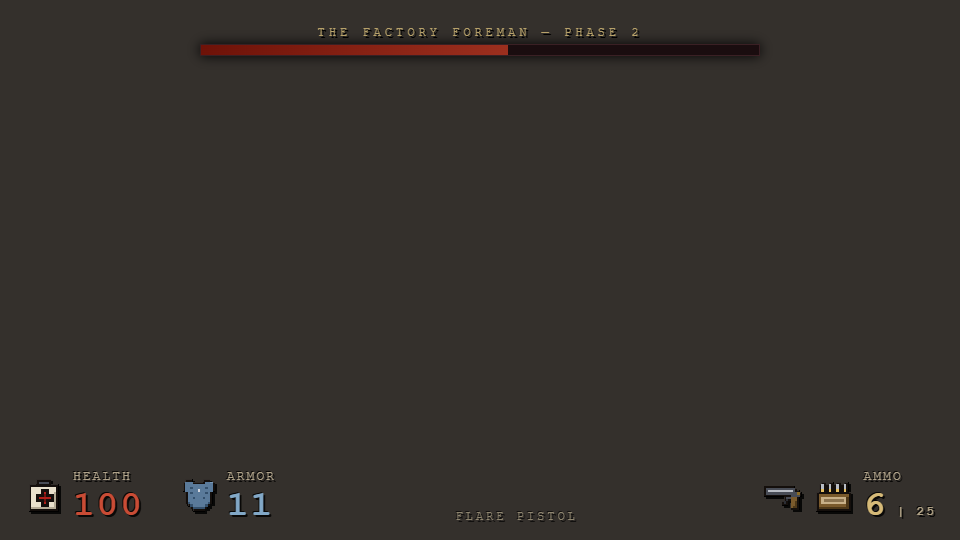 THE FACTORY FOREMAN — PHASE 2
HEALTH
100
ARMOR
11
FLARE PISTOL
AMMO
6 | 25